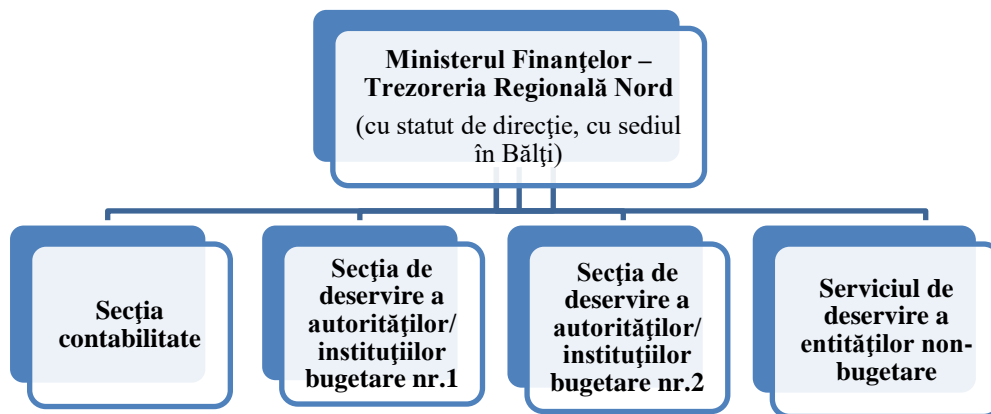 Ministerul Finanţelor –
Trezoreria Regională Nord
(cu statut de direcţie, cu sediul
în Bălţi)
Secţia
contabilitate
Secţia de
deservire a
autorităţilor/
instituţiilor
bugetare nr.1
Secţia de
deservire a
autorităţilor/
instituţiilor
bugetare nr.2
Serviciul de
deservire a
entităţilor non-
bugetare